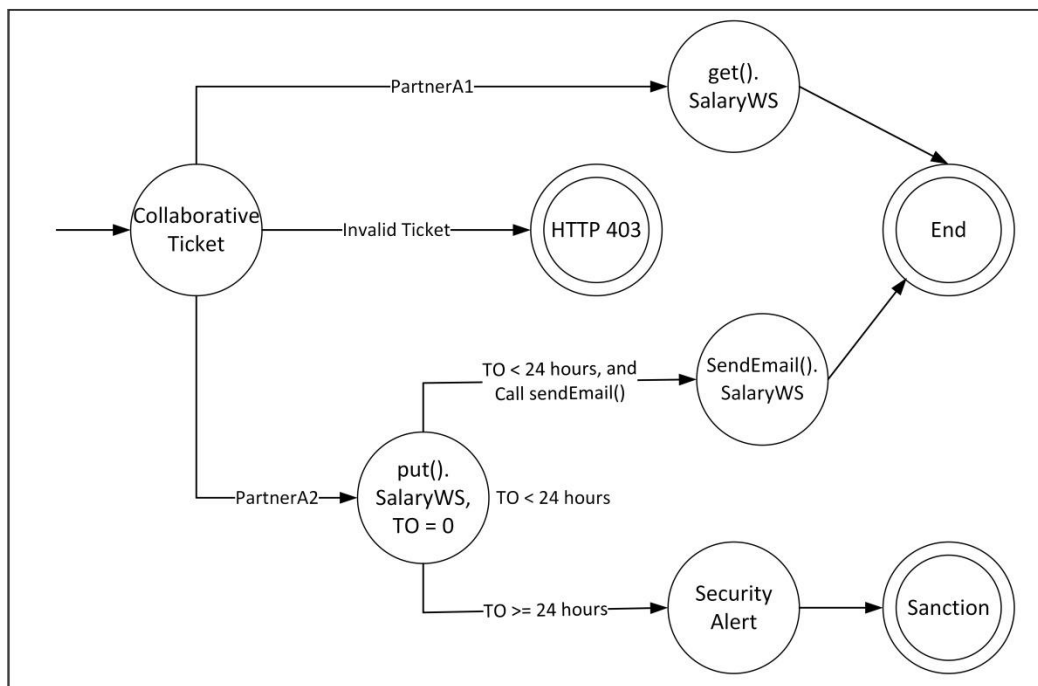 get().
SalaryWS
PartnerA1
Collaborative
Ticket
Invalid Ticket
HTTP 403
End
TO < 24 hours, and
Call sendEmail()
SendEmail().
SalaryWS
PartnerA2
put().
SalaryWS,
TO = 0
TO < 24 hours
TO >= 24 hours
Security
Alert
Sanction